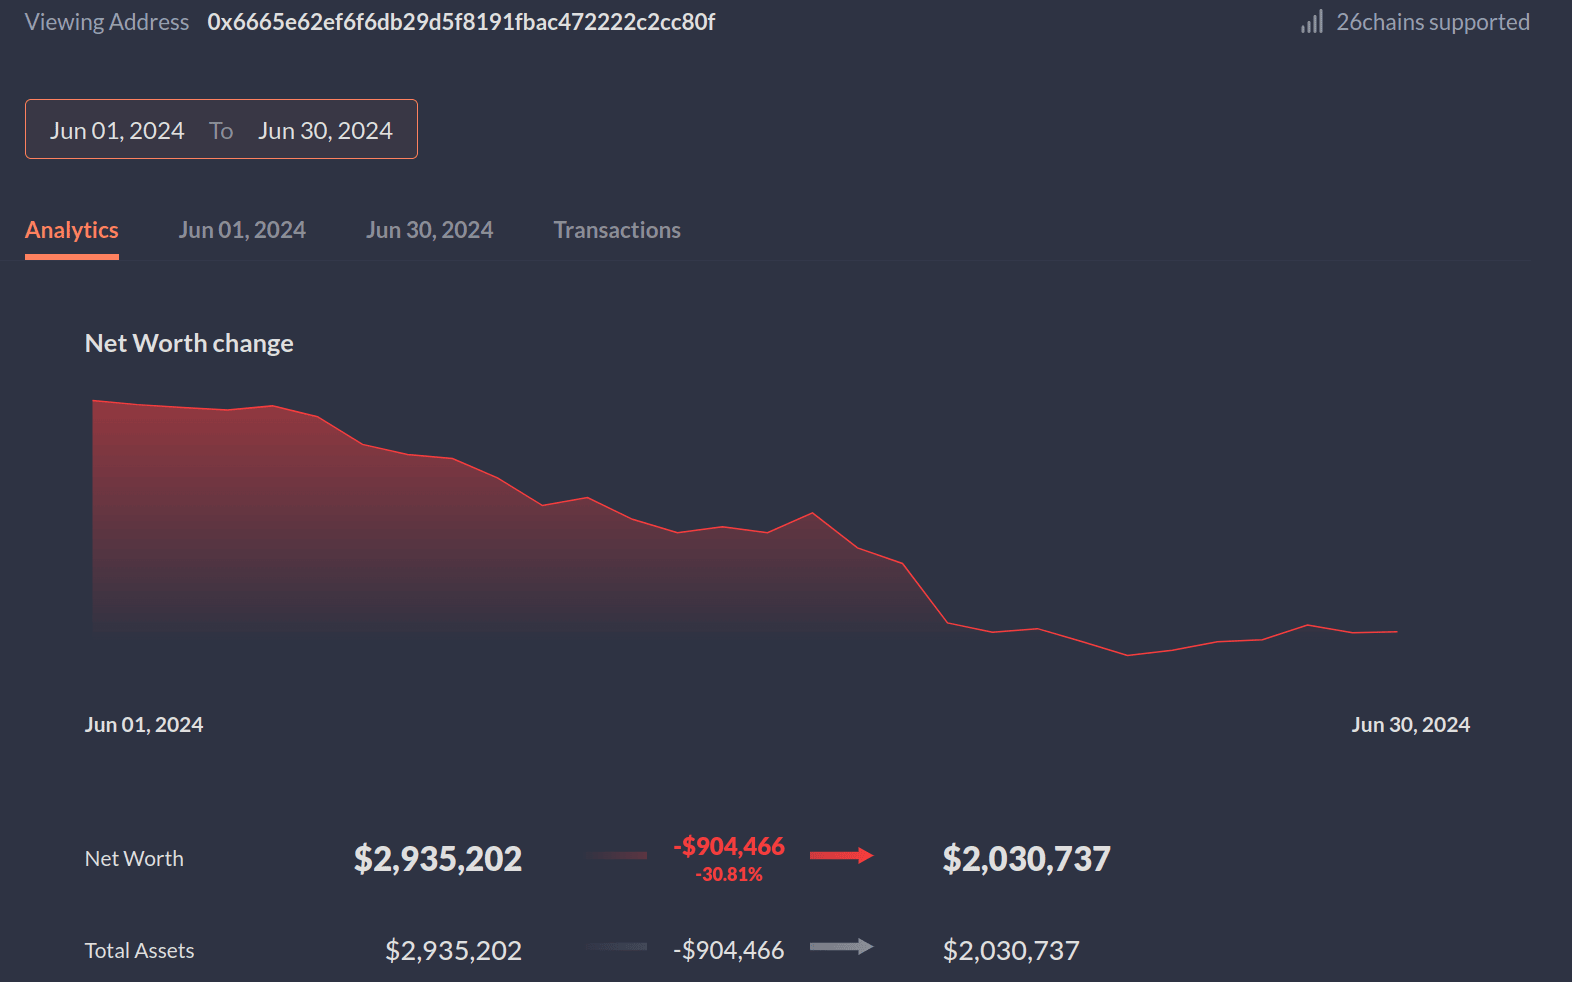 Viewing Address 0x6665e62ef6f6db29d5f8191fbac472222c2cc80f 26chains supported
Jun 01, 2024 To Jun 30, 2024
Analytics Jun 01, 2024 Jun 30, 2024 Transactions
Net Worth change
Jun 01, 2024 Jun 30, 2024
Net Worth $2,935,202 -$904,466 $2,030,737
-30.81%
Total Assets $2,935,202 -$904,466 $2,030,737